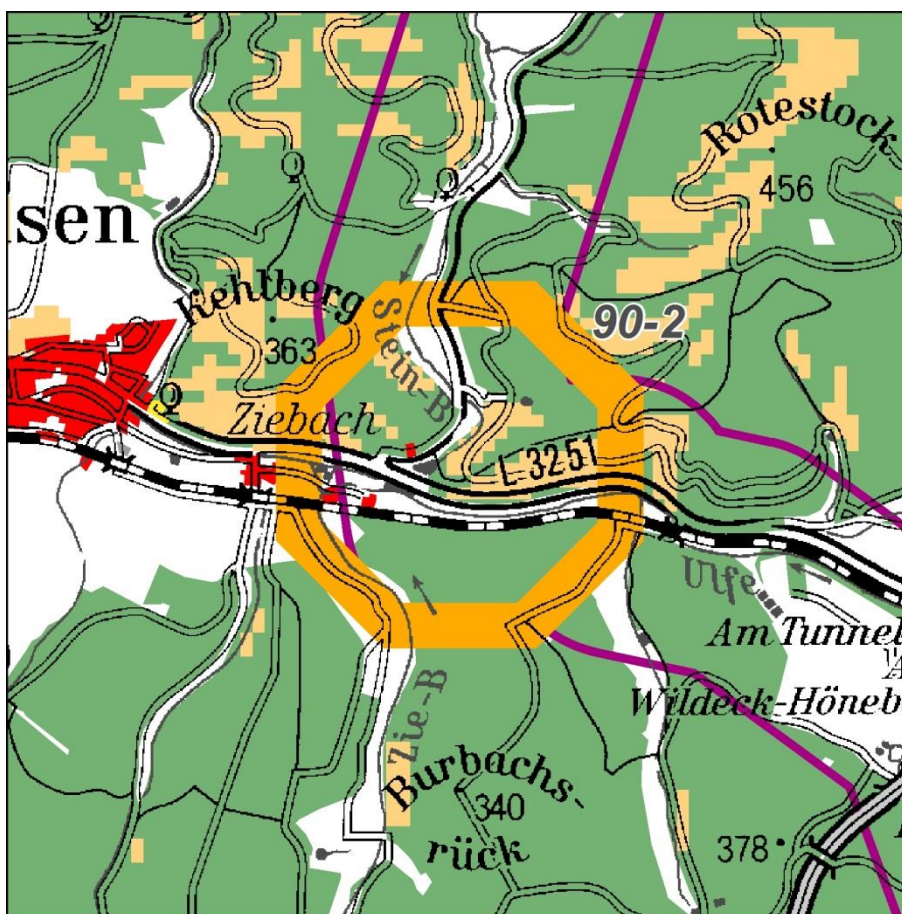 Rotestock
456
isen
Kehlberg
363
Stein-B
90-2
Ziebach
L 3251
Ulfe
Am Tunnel
Wildeck-Höneb
Zie-B
Burbachs-
340
rück
378